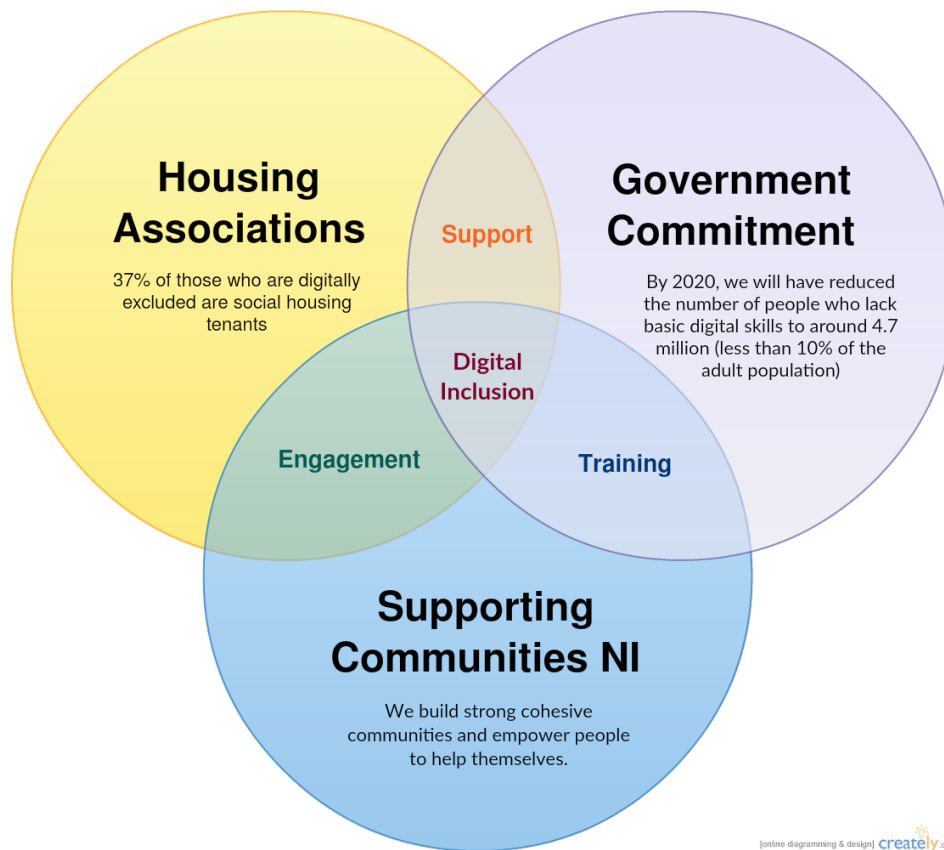 Housing
Associations
37% of those who are digitally
excluded are social housing
tenants
Government
Commitment
By 2020, we will have reduced
the number of people who lack
basic digital skills to around 4.7
million (less than 10% of the
adult population)
Support
Digital
Inclusion
Engagement
Training
Supporting
Communities NI
We build strong cohesive
communities and empower people
to help themselves.
[online diagramming & design] creately